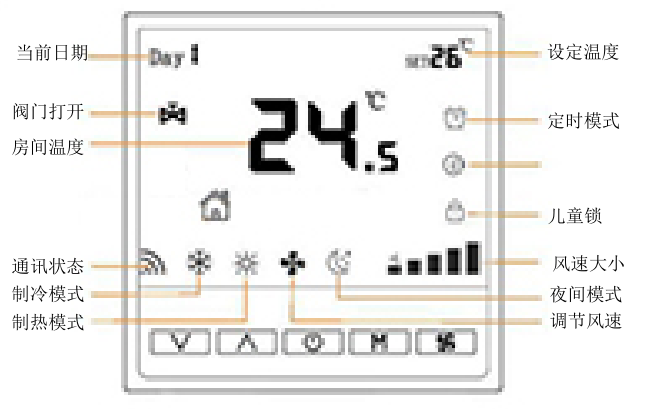 当前日期
Day 1
SET26℃
设定温度
阀门打开
24.5℃
定时模式
房间温度
儿童锁
通讯状态
风速大小
制冷模式
夜间模式
制热模式
调节风速
M